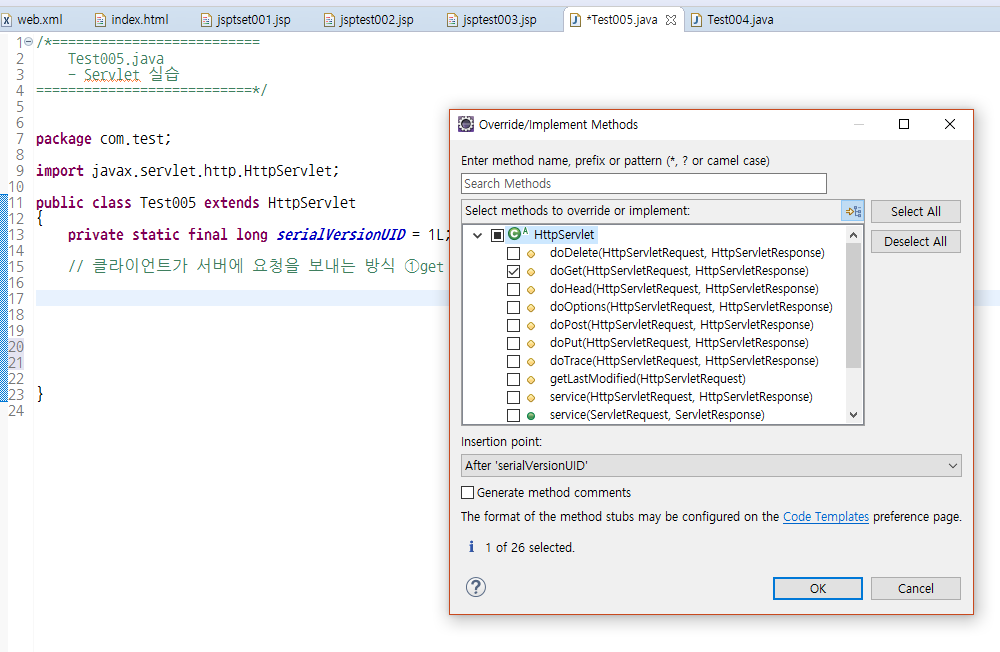 web.xml index.html jsptset001.jsp jsptest002.jsp jsptest003.jsp *Test005.java Test004.java
1 /*==========================
2 Test005.java
3 - Servlet 실습
4 ===========================*/
5
6
7 package com.test;
8
9 import javax.servlet.http.HttpServlet;
10
11 public class Test005 extends HttpServlet
12 {
13 private static final long serialVersionUID = 1L;
14
15 // 클라이언트가 서버에 요청을 보내는 방식 ①get
16
17
18
19
20
21
22
23 }
24
Override/Implement Methods
Enter method name, prefix or pattern (*, ? or camel case)
Search Methods
Select methods to override or implement:
Select All
Deselect All
HttpServlet
doDelete(HttpServletRequest, HttpServletResponse)
doGet(HttpServletRequest, HttpServletResponse)
doHead(HttpServletRequest, HttpServletResponse)
doOptions(HttpServletRequest, HttpServletResponse)
doPost(HttpServletRequest, HttpServletResponse)
doPut(HttpServletRequest, HttpServletResponse)
doTrace(HttpServletRequest, HttpServletResponse)
getLastModified(HttpServletRequest)
service(HttpServletRequest, HttpServletResponse)
service(ServletRequest, ServletResponse)
Insertion point:
After 'serialVersionUID'
Generate method comments
The format of the method stubs may be configured on the Code Templates preference page.
1 of 26 selected.
OK Cancel